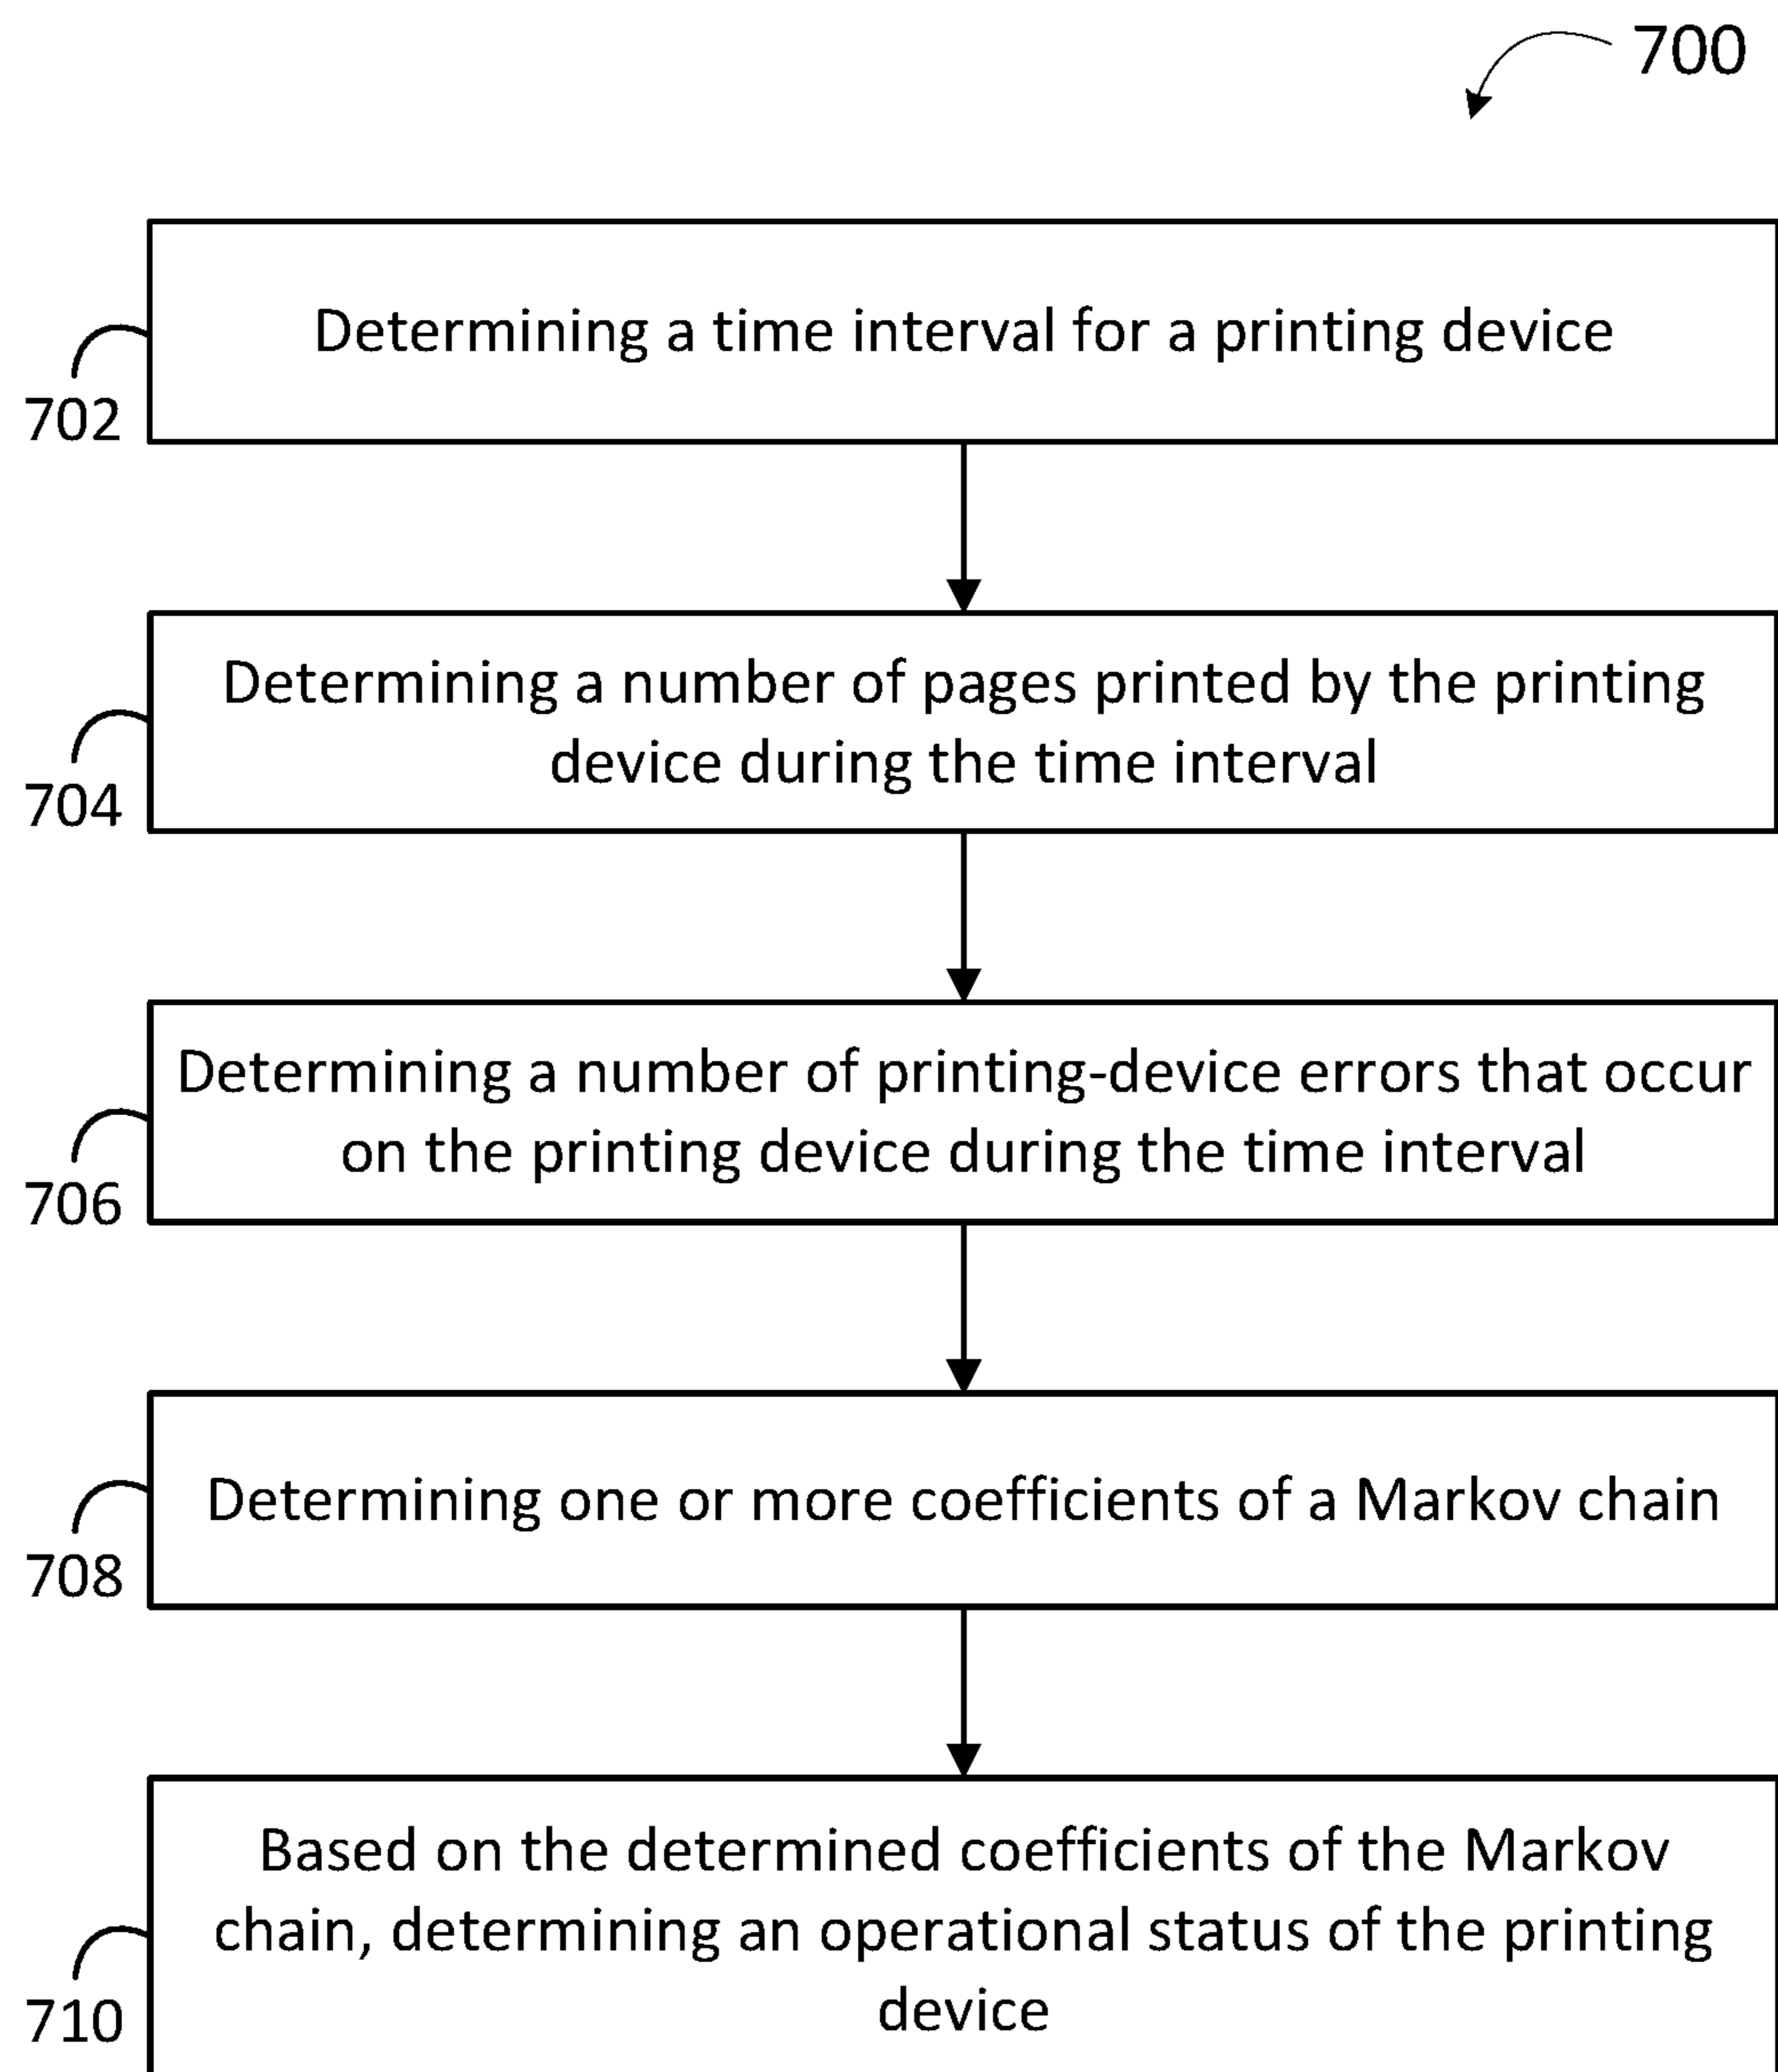 700
Determining a time interval for a printing device
702
Determining a number of pages printed by the printing
device during the time interval
704
Determining a number of printing-device errors that occur
on the printing device during the time interval
706
Determining one or more coefficients of a Markov chain
708
Based on the determined coefficients of the Markov
chain, determining an operational status of the printing
device
710